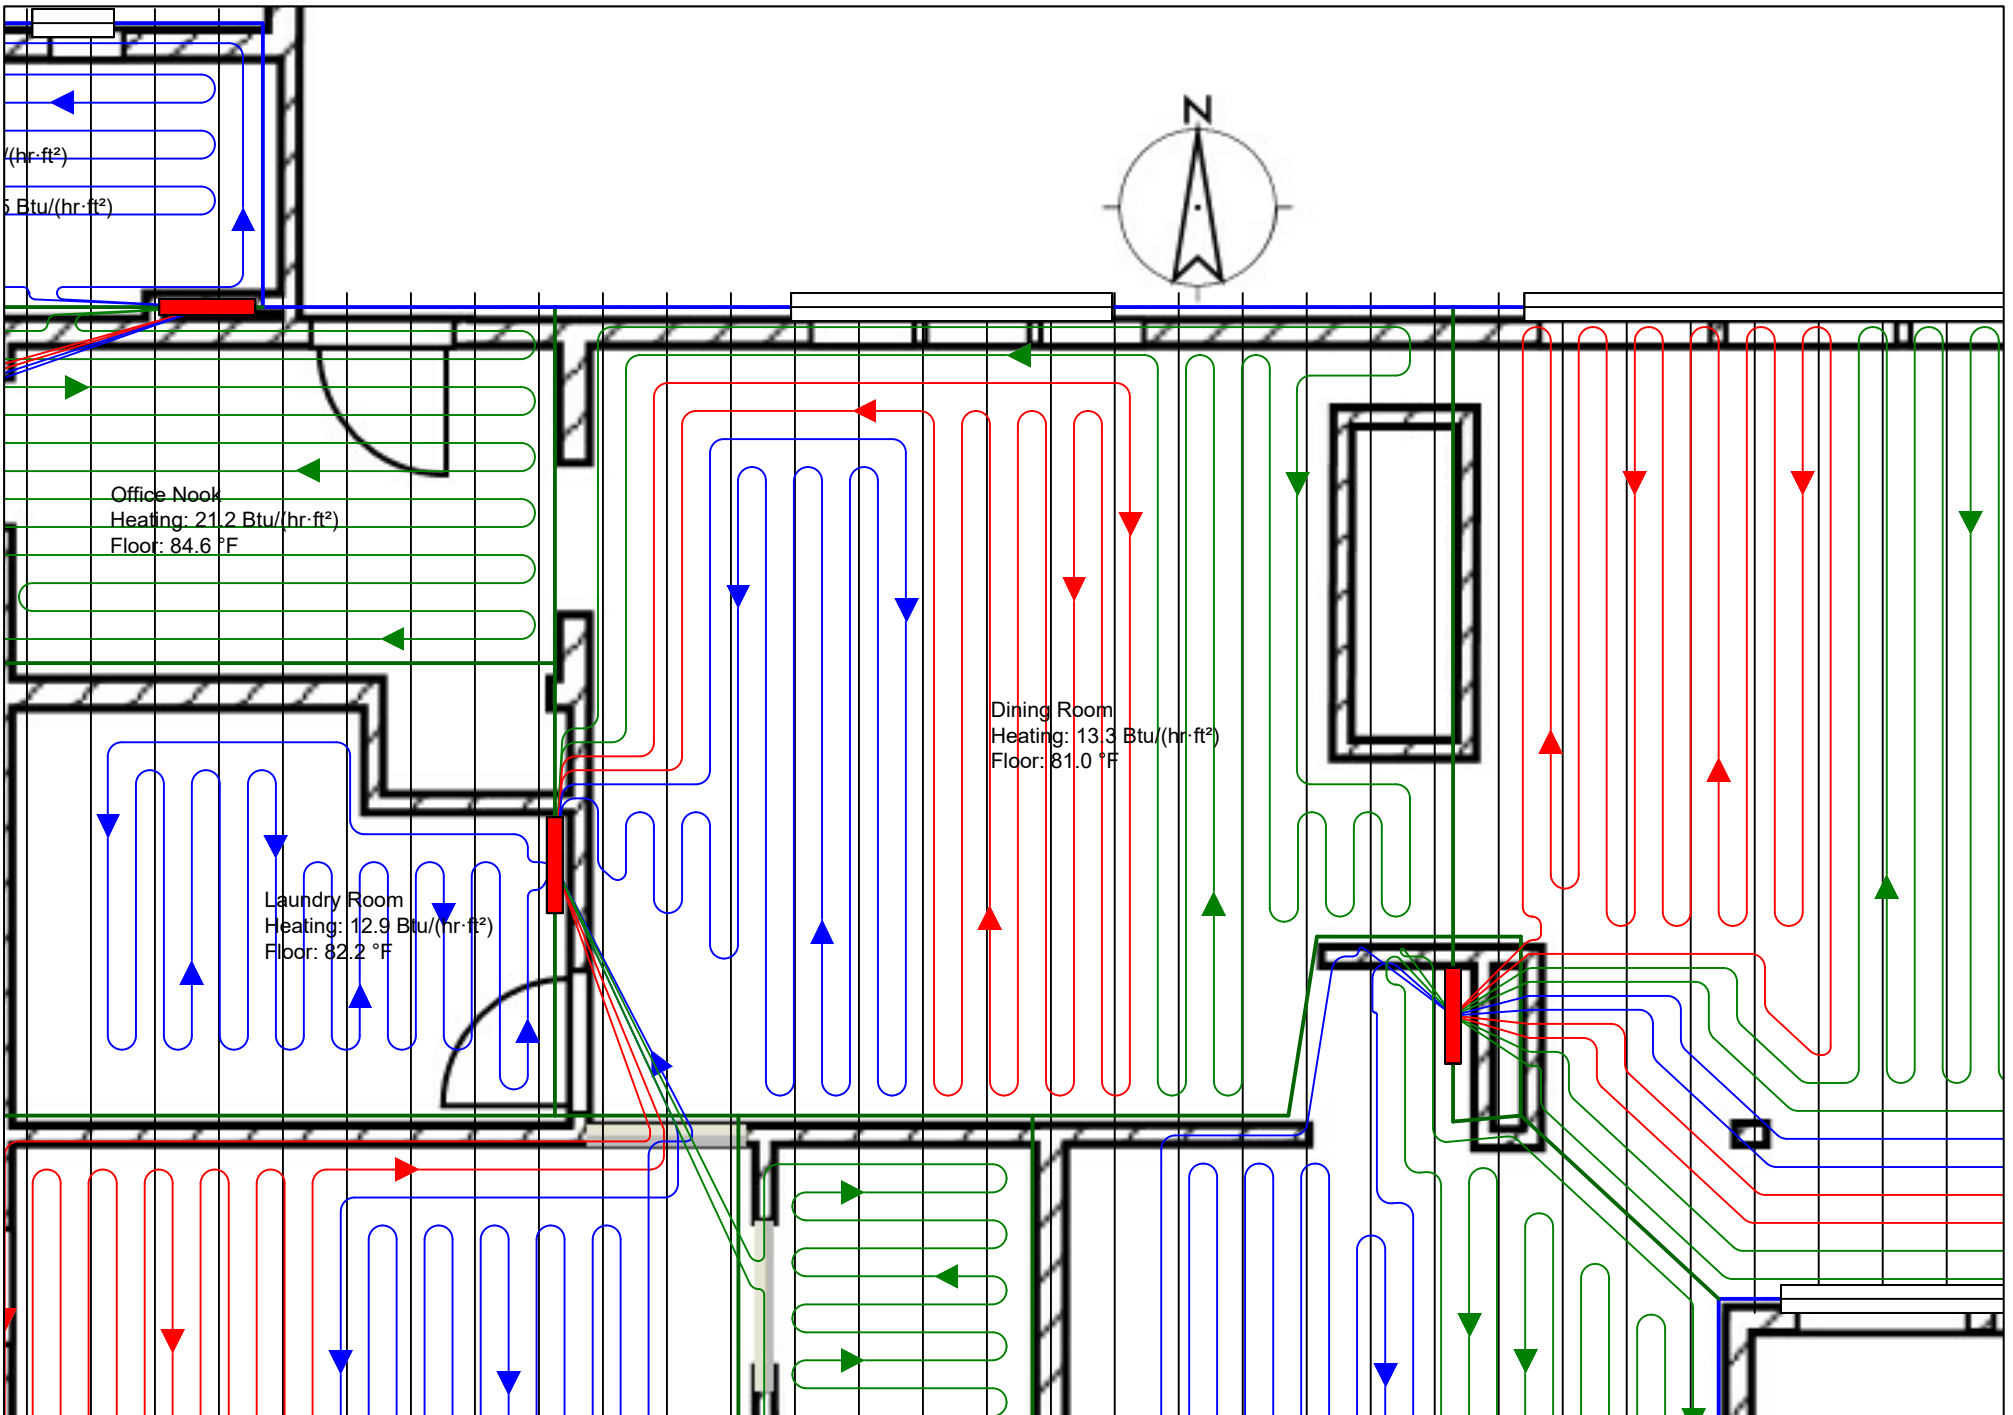 /(hr·ft²)
5 Btu/(hr·ft²)
N
Office Nook
Heating: 21.2 Btu/(hr·ft²)
Floor: 84.6 °F
Dining Room
Heating: 13.3 Btu/(hr·ft²)
Floor: 81.0 °F
Laundry Room
Heating: 12.9 Btu/(hr·ft²)
Floor: 82.2 °F